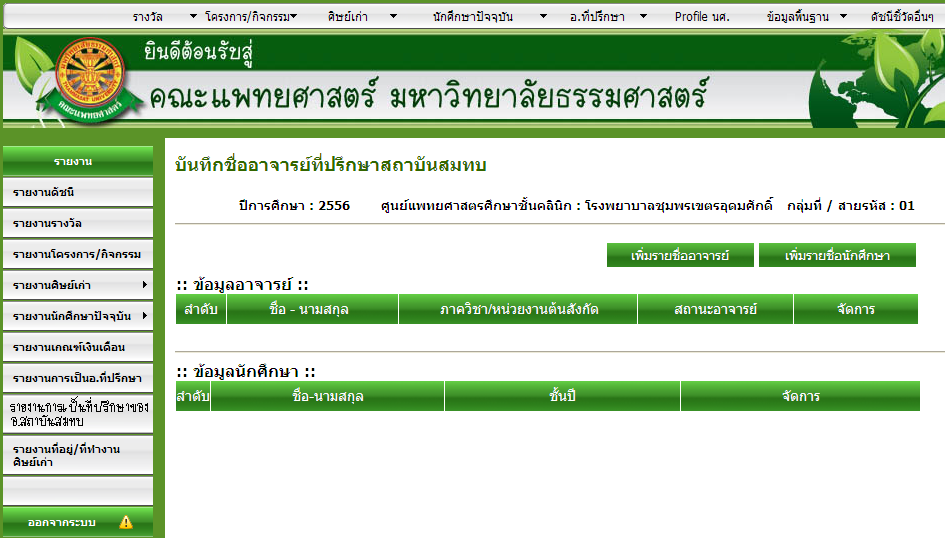 รางวัล โครงการ/กิจกรรม ศิษย์เก่า นักศึกษาปัจจุบัน อ.ที่ปรึกษา Profile นศ. ข้อมูลพื้นฐาน ดัชนีชี้วัดอื่นๆ
ยินดีต้อนรับสู่
คณะแพทยศาสตร์ มหาวิทยาลัยธรรมศาสตร์
คณะแพทยศาสตร์
รายงาน
รายงานดัชนี
รายงานรางวัล
รายงานโครงการ/กิจกรรม
รายงานศิษย์เก่า
รายงานนักศึกษาปัจจุบัน
รายงานเกณฑ์เงินเดือน
รายงานการเป็นอ.ที่ปรึกษา
รายงานการเป็นที่ปรึกษาของ
อ.สถาบันสมทบ
รายงานที่อยู่/ที่ทำงาน
ศิษย์เก่า
ออกจากระบบ
บันทึกชื่ออาจารย์ที่ปรึกษาสถาบันสมทบ
ปีการศึกษา : 2556 ศูนย์แพทยศาสตรศึกษาชั้นคลินิก : โรงพยาบาลชุมพรเขตรอุดมศักดิ์ กลุ่มที่ / สายรหัส : 01
เพิ่มรายชื่ออาจารย์ เพิ่มรายชื่อนักศึกษา
:: ข้อมูลอาจารย์ ::
ลำดับ ชื่อ - นามสกุล ภาควิชา/หน่วยงานต้นสังกัด สถานะอาจารย์ จัดการ
:: ข้อมูลนักศึกษา ::
ลำดับ ชื่อ-นามสกุล ชั้นปี จัดการ